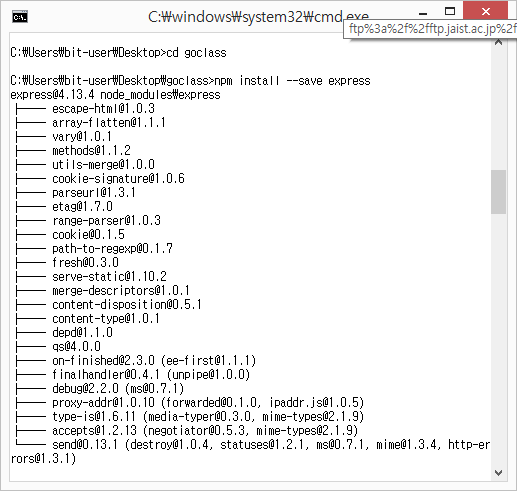 C:₩windows₩system32₩cmd.exe
ftp%3a%2f%2fftp.jaist.ac.jp%2f
C:₩Users₩bit-user₩Desktop>cd goclass
C:₩Users₩bit-user₩Desktop₩goclass>npm install --save express
express@4.13.4 node_modules₩express
├── escape-html@1.0.3
├── array-flatten@1.1.1
├── vary@1.0.1
├── methods@1.1.2
├── utils-merge@1.0.0
├── cookie-signature@1.0.6
├── parseurl@1.3.1
├── etag@1.7.0
├── range-parser@1.0.3
├── cookie@0.1.5
├── path-to-regexp@0.1.7
├── fresh@0.3.0
├── serve-static@1.10.2
├── merge-descriptors@1.0.1
├── content-disposition@0.5.1
├── content-type@1.0.1
├── depd@1.1.0
├── qs@4.0.0
├── on-finished@2.3.0 (ee-first@1.1.1)
├── finalhandler@0.4.1 (unpipe@1.0.0)
├── debug@2.2.0 (ms@0.7.1)
├── proxy-addr@1.0.10 (forwarded@0.1.0, ipaddr.js@1.0.5)
├── type-is@1.6.11 (media-typer@0.3.0, mime-types@2.1.9)
├── accepts@1.2.13 (negotiator@0.5.3, mime-types@2.1.9)
└── send@0.13.1 (destroy@1.0.4, statuses@1.2.1, ms@0.7.1, mime@1.3.4, http-er
rors@1.3.1)